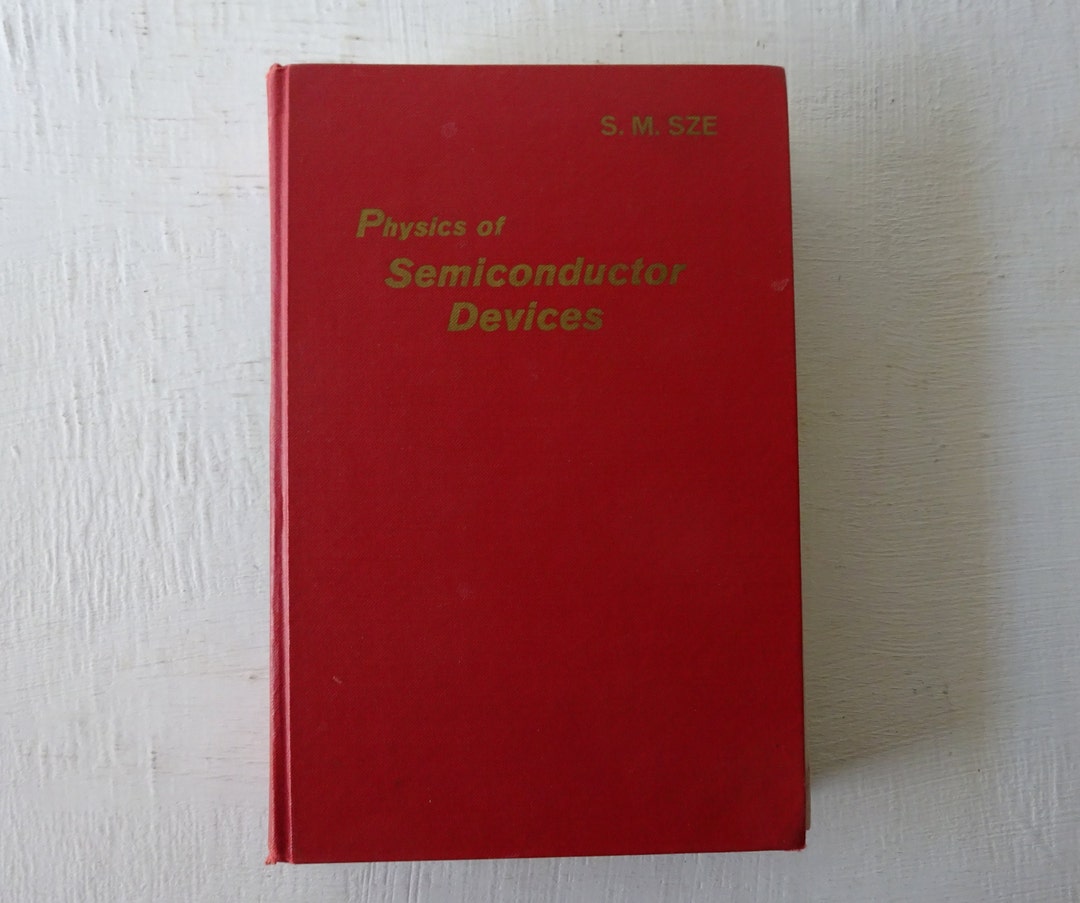 S. M. SZE
Physics of
Semiconductor
Devices